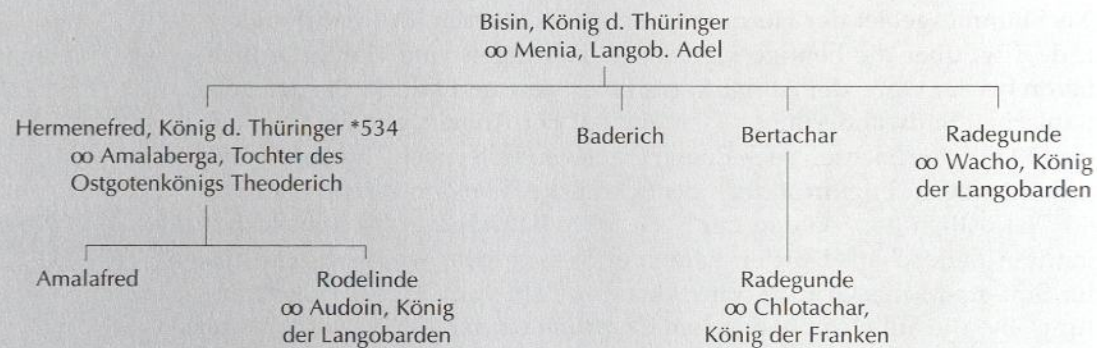 Bisin, König d. Thüringer
∞ Menia, Langob. Adel
Hermenefred, König d. Thüringer *534
∞ Amalaberga, Tochter des
Ostgotenkönigs Theoderich
Baderich
Bertachar
Radegunde
∞ Wacho, König
der Langobarden
Amalafred
Rodelinde
∞ Audoin, König
der Langobarden
Radegunde
∞ Chlotachar,
König der Franken